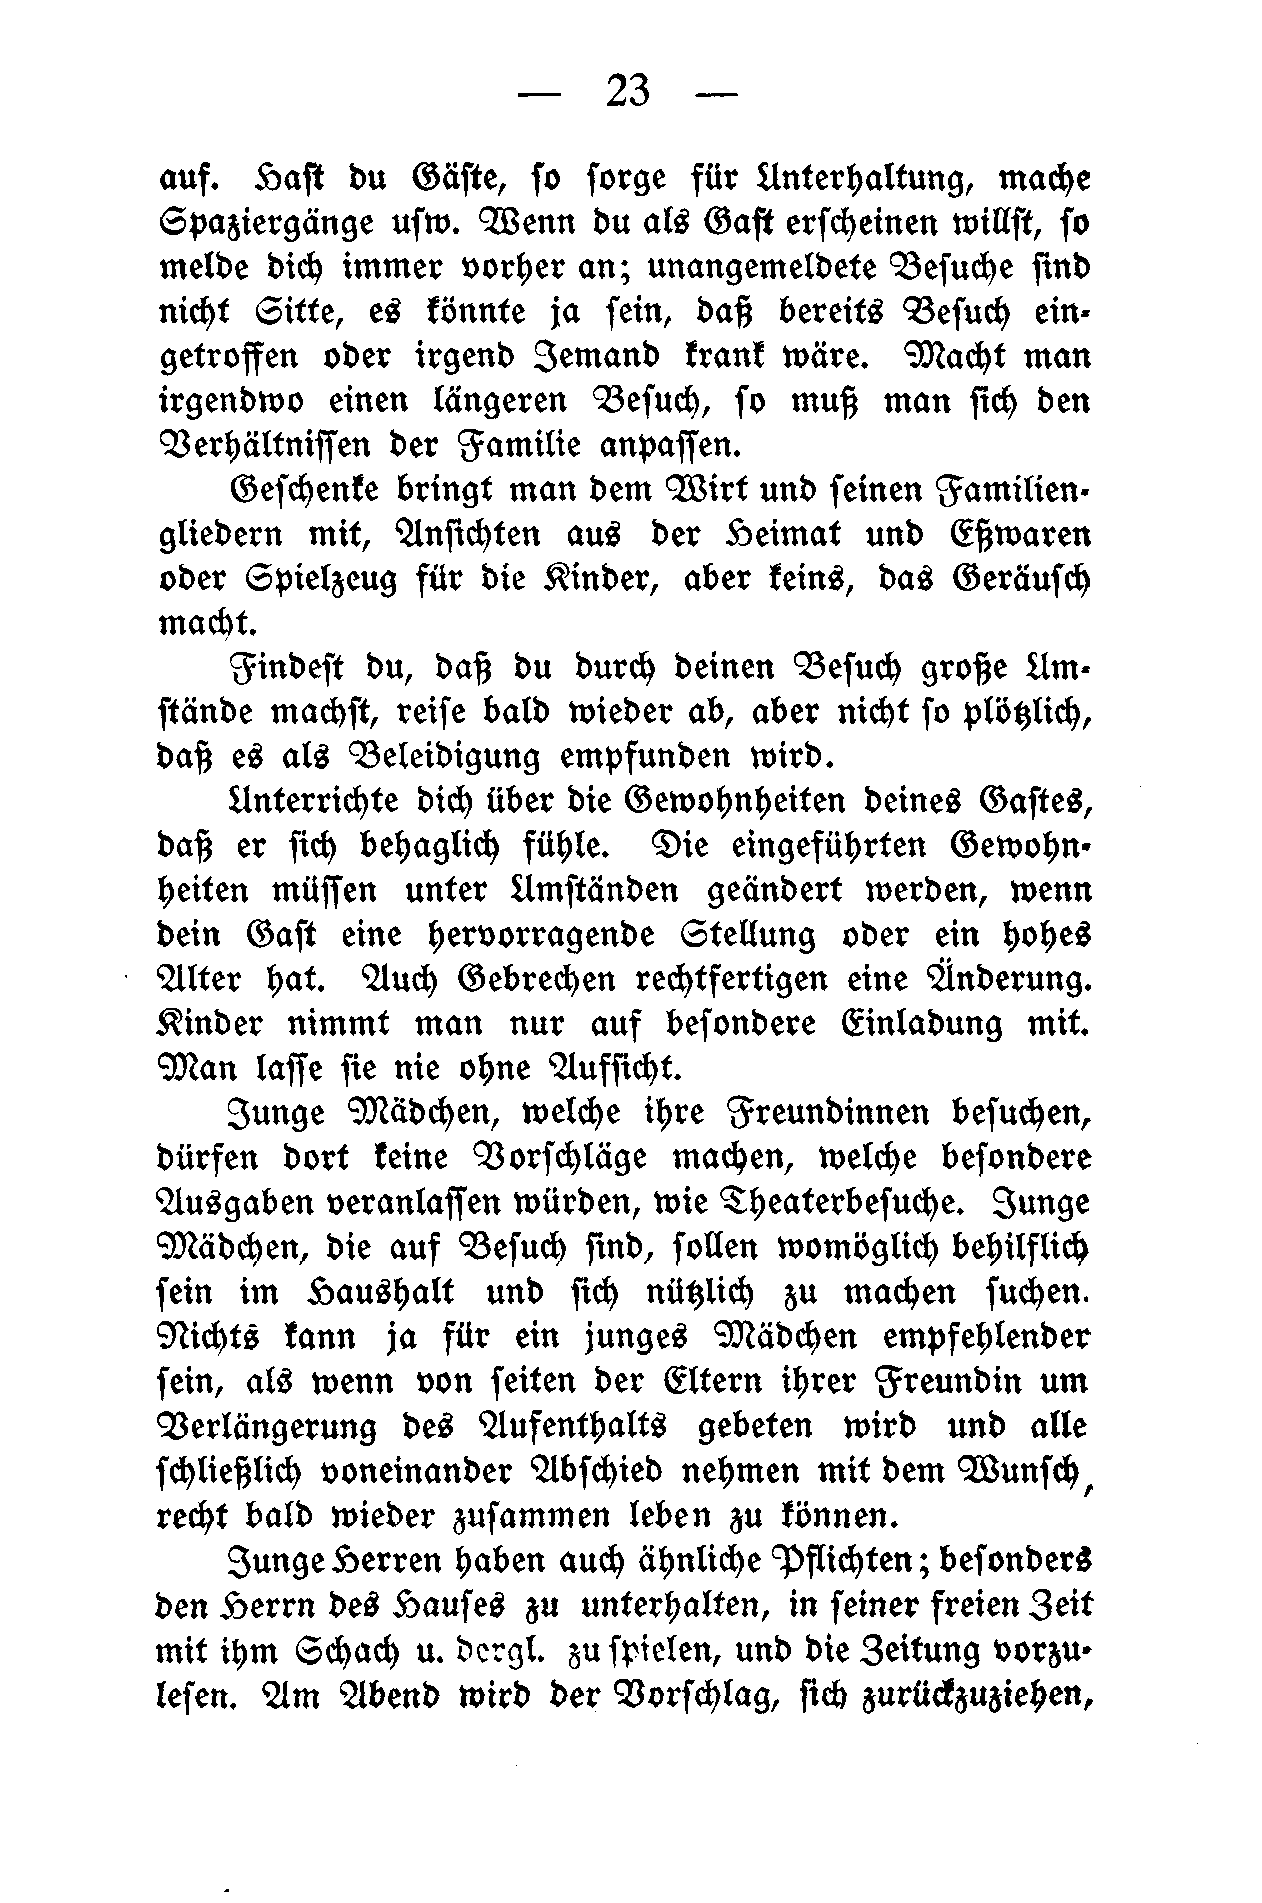 — 23 —
auf. Hast du Gäste, so sorge für Unterhaltung, mache
Spaziergänge usw. Wenn du als Gast erscheinen willst, so
melde dich immer vorher an; unangemeldete Besuche sind
nicht Sitte, es könnte ja sein, daß bereits Besuch ein-
getroffen oder irgend Jemand krank wäre. Macht man
irgendwo einen längeren Besuch, so muß man sich den
Verhältnissen der Familie anpassen.
Geschenke bringt man dem Wirt und seinen Familien-
gliedern mit, Ansichten aus der Heimat und Eßwaren
oder Spielzeug für die Kinder, aber keins, das Geräusch
macht.
Findest du, daß du durch deinen Besuch große Um-
stände machst, reise bald wieder ab, aber nicht so plötzlich,
daß es als Beleidigung empfunden wird.
Unterrichte dich über die Gewohnheiten deines Gastes,
daß er sich behaglich fühle. Die eingeführten Gewohn-
heiten müssen unter Umständen geändert werden, wenn
dein Gast eine hervorragende Stellung oder ein hohes
Alter hat. Auch Gebrechen rechtfertigen eine Änderung.
Kinder nimmt man nur auf besondere Einladung mit.
Man lasse sie nie ohne Aufsicht.
Junge Mädchen, welche ihre Freundinnen besuchen,
dürfen dort keine Vorschläge machen, welche besondere
Ausgaben veranlassen würden, wie Theaterbesuche. Junge
Mädchen, die auf Besuch sind, sollen womöglich behilflich
sein im Haushalt und sich nützlich zu machen suchen.
Nichts kann ja für ein junges Mädchen empfehlender
sein, als wenn von seiten der Eltern ihrer Freundin um
Verlängerung des Aufenthalts gebeten wird und alle
schließlich voneinander Abschied nehmen mit dem Wunsch,
recht bald wieder zusammen leben zu können.
Junge Herren haben auch ähnliche Pflichten; besonders
den Herrn des Hauses zu unterhalten, in seiner freien Zeit
mit ihm Schach u. dergl. zu spielen, und die Zeitung vorzu-
lesen. Am Abend wird der Vorschlag, sich zurückzuziehen,